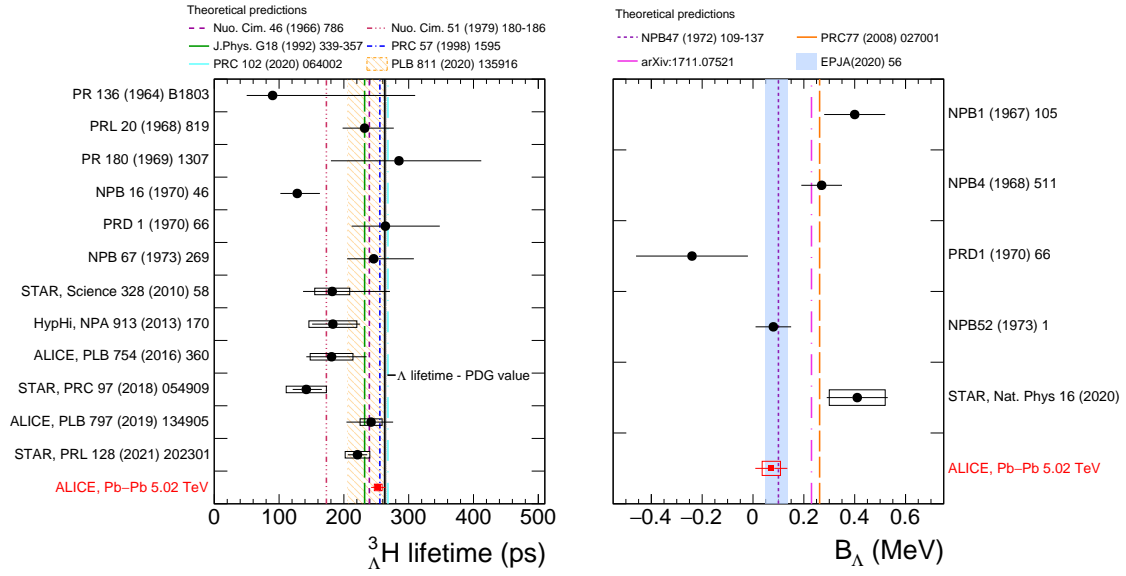 Theoretical predictions
Nuo. Cim. 46 (1966) 786
Nuo. Cim. 51 (1979) 180-186
J.Phys. G18 (1992) 339-357
PRC 57 (1998) 1595
PRC 102 (2020) 064002
PLB 811 (2020) 135916
PR 136 (1964) B1803
PRL 20 (1968) 819
PR 180 (1969) 1307
NPB 16 (1970) 46
PRD 1 (1970) 66
NPB 67 (1973) 269
STAR, Science 328 (2010) 58
HypHi, NPA 913 (2013) 170
ALICE, PLB 754 (2016) 360
Λ lifetime - PDG value
STAR, PRC 97 (2018) 054909
ALICE, PLB 797 (2019) 134905
STAR, PRL 128 (2021) 202301
ALICE, Pb–Pb 5.02 TeV
0 100 200 300 400 500
³ΛH lifetime (ps)
Theoretical predictions
NPB47 (1972) 109-137
PRC77 (2008) 027001
arXiv:1711.07521
EPJA(2020) 56
NPB1 (1967) 105
NPB4 (1968) 511
PRD1 (1970) 66
NPB52 (1973) 1
STAR, Nat. Phys 16 (2020)
ALICE, Pb–Pb 5.02 TeV
−0.4 −0.2 0 0.2 0.4 0.6
BΛ (MeV)